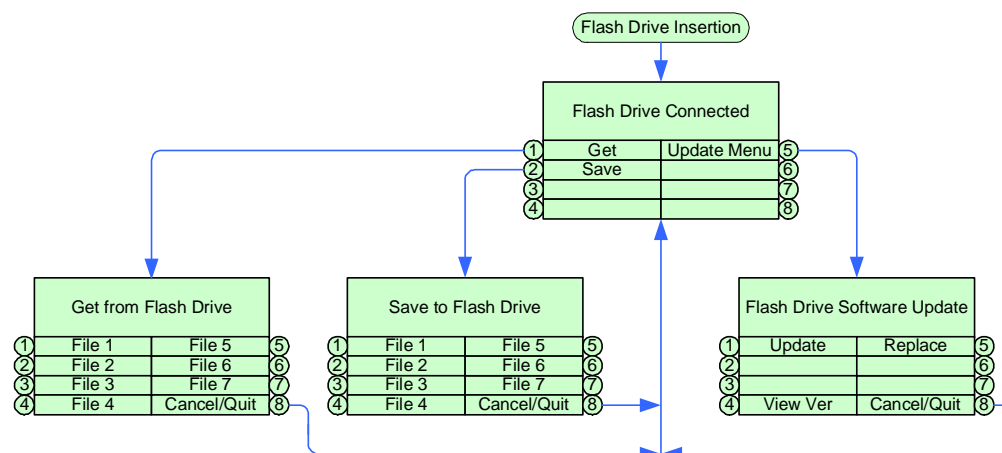 Flash Drive Insertion
Flash Drive Connected
1 Get Update Menu 5
2 Save 6
3 7
4 8
Get from Flash Drive
1 File 1 File 5 5
2 File 2 File 6 6
3 File 3 File 7 7
4 File 4 Cancel/Quit 8
Save to Flash Drive
1 File 1 File 5 5
2 File 2 File 6 6
3 File 3 File 7 7
4 File 4 Cancel/Quit 8
Flash Drive Software Update
1 Update Replace 5
2 6
3 7
4 View Ver Cancel/Quit 8